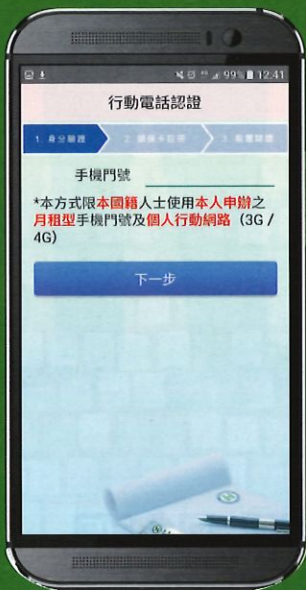 99% 12:41
行動電話認證
1. 身分驗證
手機門號
*本方式限本國籍人士使用本人申辦之
月租型手機門號及個人行動網路（3G /
4G）
下一步